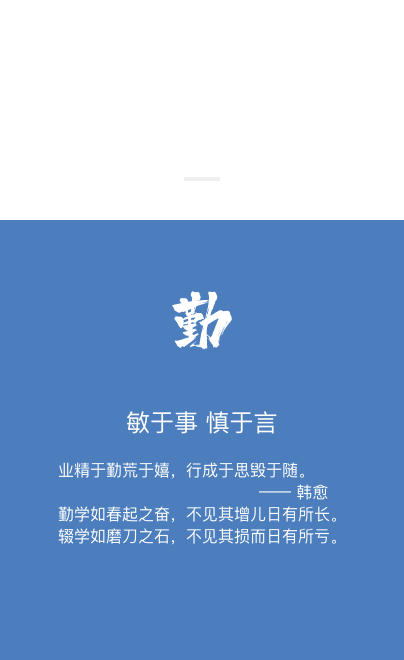 勤
敏于事 慎于言
业精于勤荒于嬉，行成于思毁于随。
—— 韩愈
勤学如春起之奋，不见其增儿日有所长。
辍学如磨刀之石，不见其损而日有所亏。